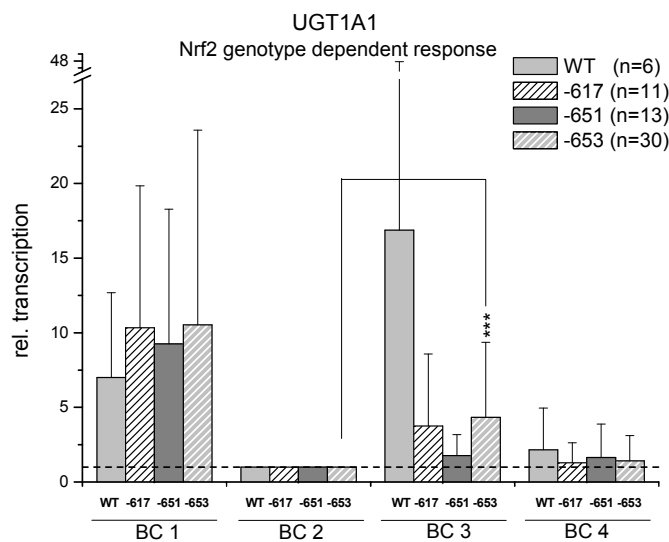 UGT1A1
Nrf2 genotype dependent response
WT (n=6)
-617 (n=11)
-651 (n=13)
-653 (n=30)
rel. transcription
48
25
20
15
10
5
0
***
WT -617 -651 -653 WT -617 -651 -653 WT -617 -651 -653 WT -617 -651 -653
BC 1 BC 2 BC 3 BC 4